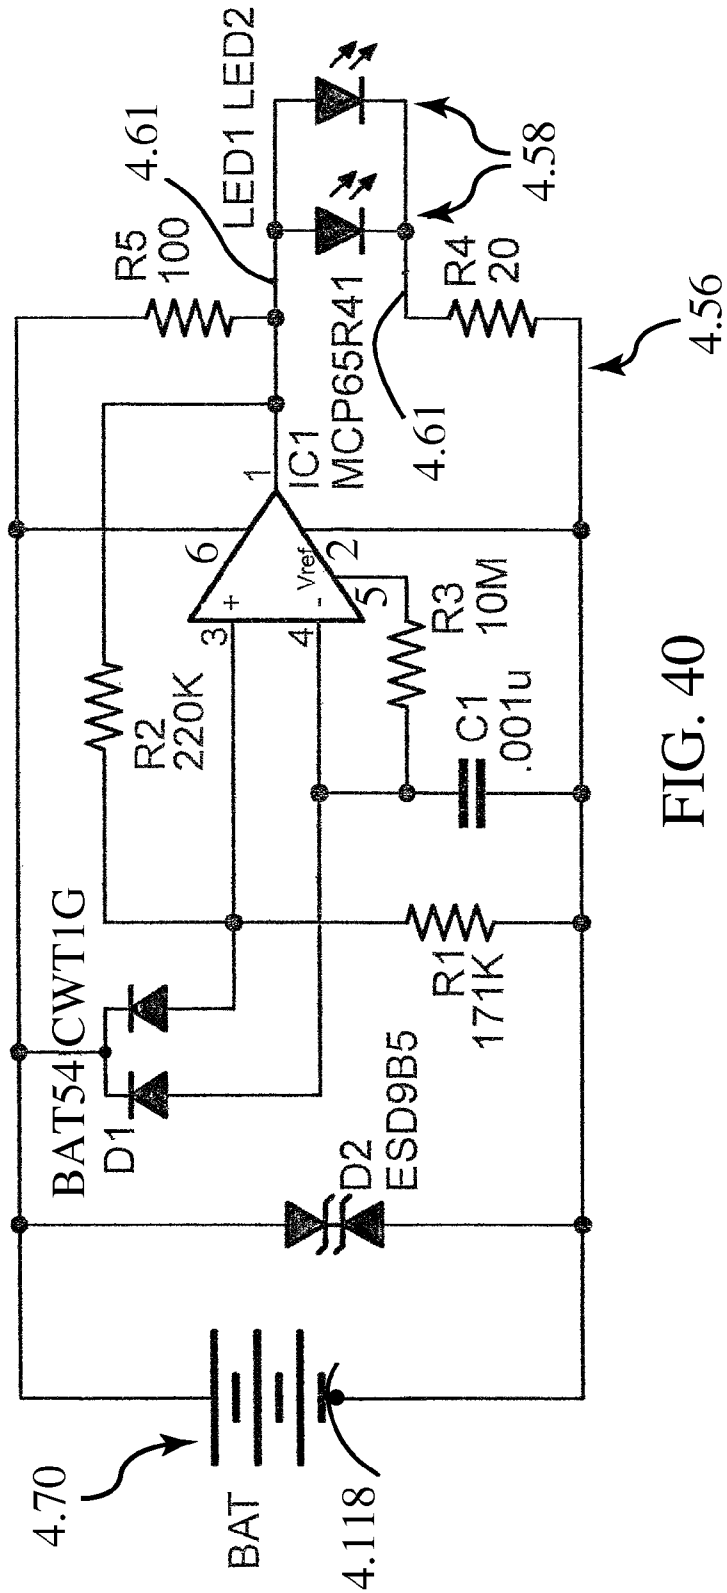 4.70
BAT
4.118
BAT54 CWT1G
D1
D2
ESD9B5
R1
171K
R2
220K
3
+
4
-
6
Vref
2
5
1
IC1
MCP65R41
R3
10M
C1
.001u
R5
100
4.61
4.61
LED1 LED2
R4
20
4.58
4.56
FIG. 40